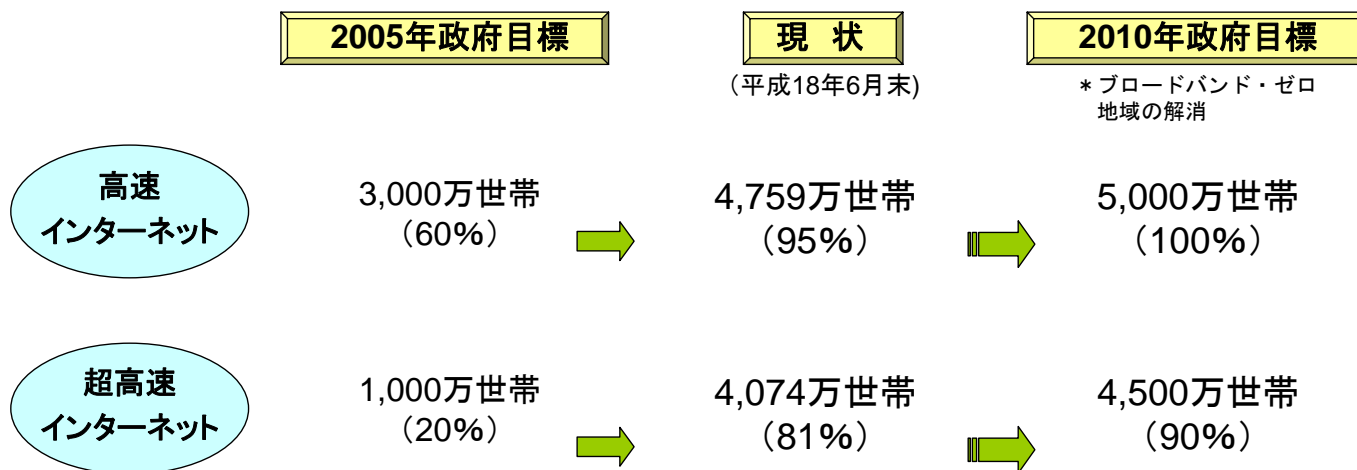 2005年政府目標
現 状
2010年政府目標
(平成18年6月末)
*ブロードバンド・ゼロ
地域の解消
高速
インターネット
3,000万世帯
(60%)
4,759万世帯
(95%)
5,000万世帯
(100%)
超高速
インターネット
1,000万世帯
(20%)
4,074万世帯
(81%)
4,500万世帯
(90%)